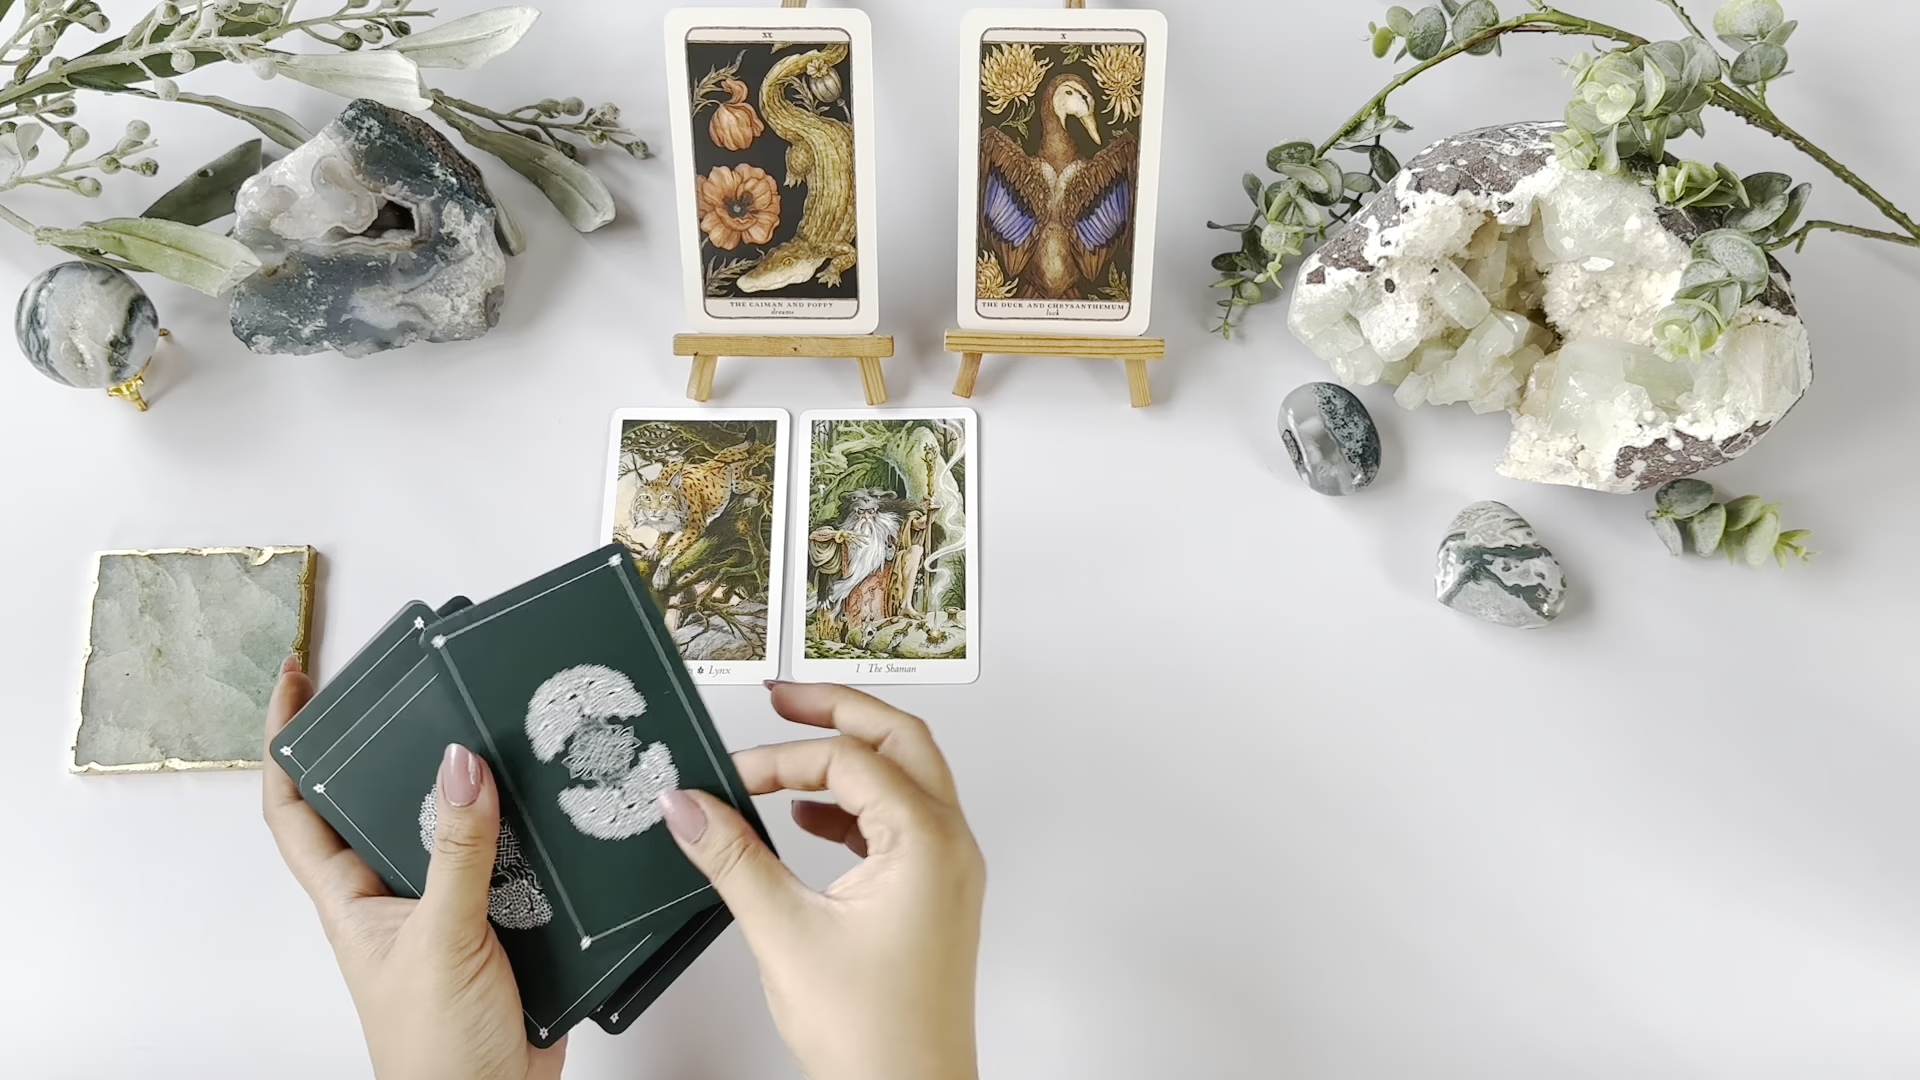 XX
THE CAIMAN AND POPPY
dreams
X
THE DUCK AND CHRYSANTHEMUM
luck
Lynx
1 The Shaman